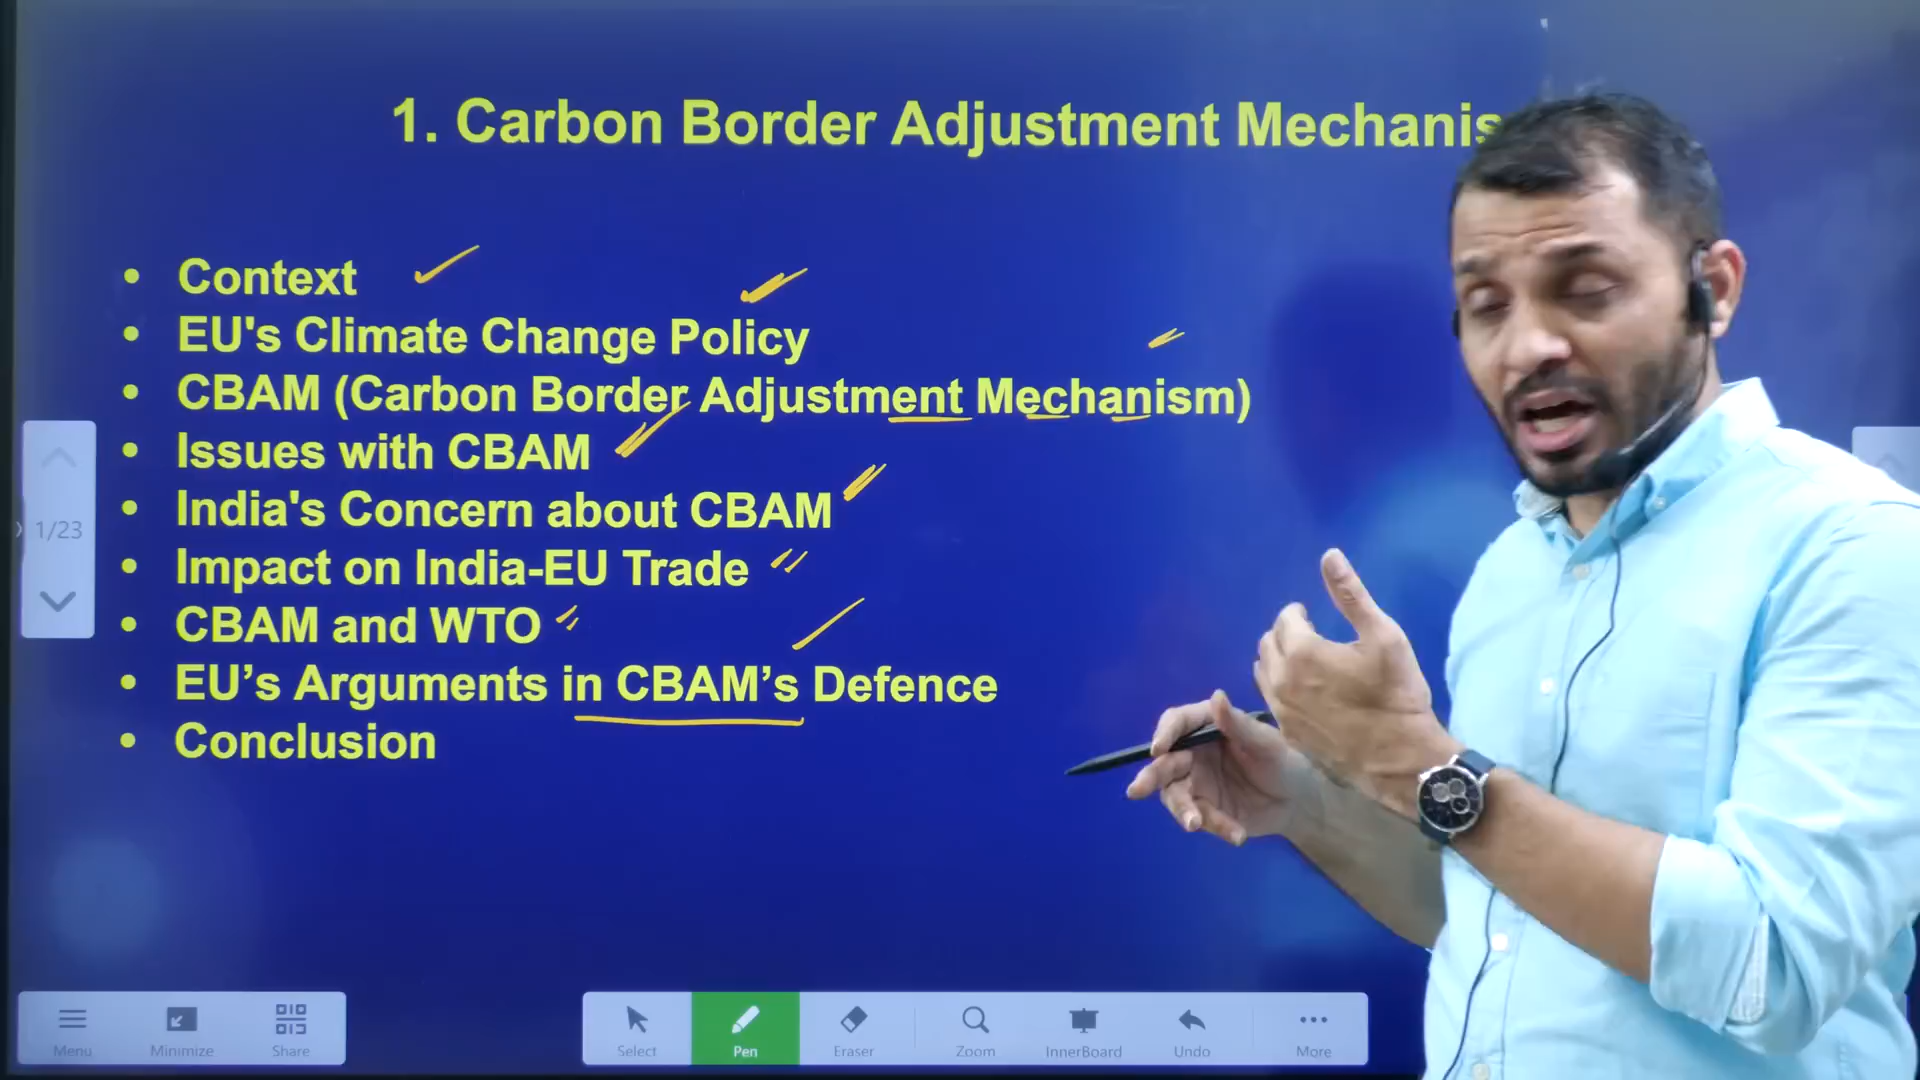 1. Carbon Border Adjustment Mechanis
• Context
• EU's Climate Change Policy
• CBAM (Carbon Border Adjustment Mechanism)
• Issues with CBAM
• India's Concern about CBAM
• Impact on India-EU Trade
• CBAM and WTO
• EU’s Arguments in CBAM’s Defence
• Conclusion
1/23
Menu Minimize Share Select Pen Eraser Zoom InnerBoard Undo More